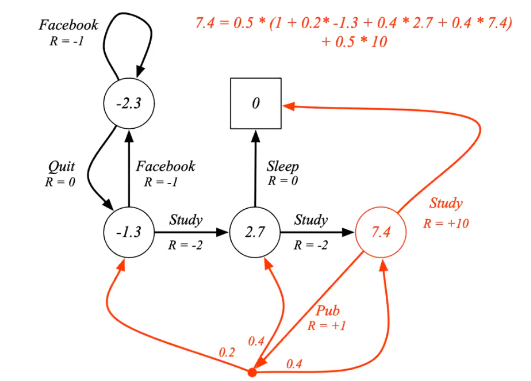 Facebook
R = -1
7.4 = 0.5 * (1 + 0.2* -1.3 + 0.4 * 2.7 + 0.4 * 7.4)
+ 0.5 * 10
-2.3
0
Quit
R = 0
Facebook
R = -1
Sleep
R = 0
Study
R = +10
-1.3
Study
R = -2
2.7
Study
R = -2
7.4
Pub
R = +1
0.2
0.4
0.4